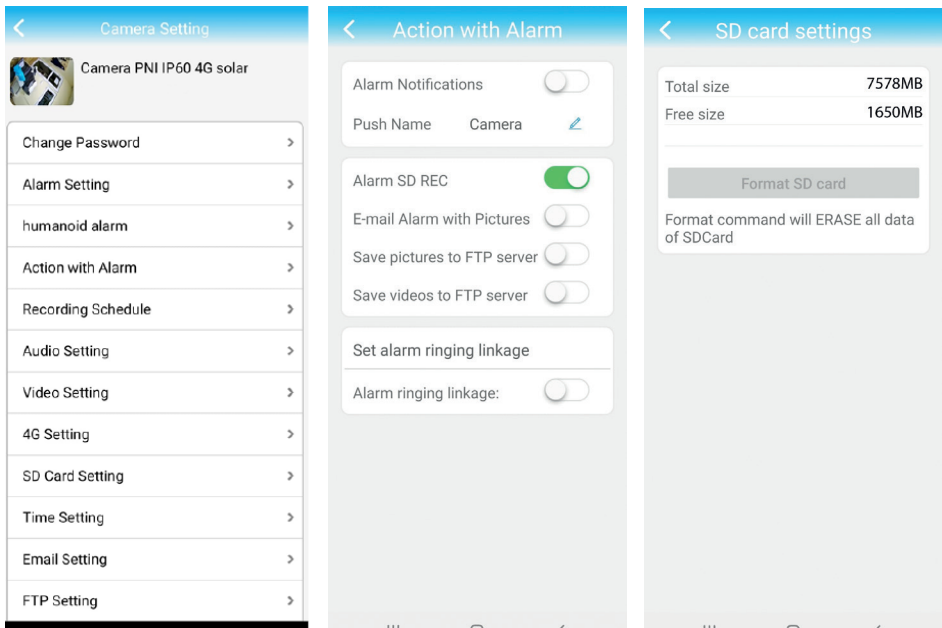 Camera Setting
Camera PNI IP60 4G solar
Change Password
Alarm Setting
humanoid alarm
Action with Alarm
Recording Schedule
Audio Setting
Video Setting
4G Setting
SD Card Setting
Time Setting
Email Setting
FTP Setting
Action with Alarm
Alarm Notifications
Push Name Camera
Alarm SD REC
E-mail Alarm with Pictures
Save pictures to FTP server
Save videos to FTP server
Set alarm ringing linkage
Alarm ringing linkage:
SD card settings
Total size 7578MB
Free size 1650MB
Format SD card
Format command will ERASE all data
of SDCard